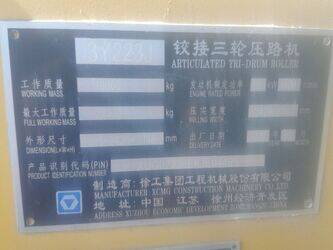 3Y223J 铰接三轮压路机
ARTICULATED TRI-DRUM ROLLER
工作质量 kg 发动机额定功率 kW
WORKING MASS ENGINE RATED POWER
最大工作质量 kg 压实宽度
FULL WORKING MASS ROLLING WIDTH
外形尺寸 mm 出厂日期
DIMENSION(L×W×H) DELIVERY DATE
产品识别代码(PIN)
制造商：徐工集团工程机械股份有限公司
MANUFACTURER: XCMG CONSTRUCTION MACHINERY CO.LTD.
地址：中国 江苏 徐州经济开发区
ADDRESS XUZHOU ECONOMIC DEVELOPMENT CHINA